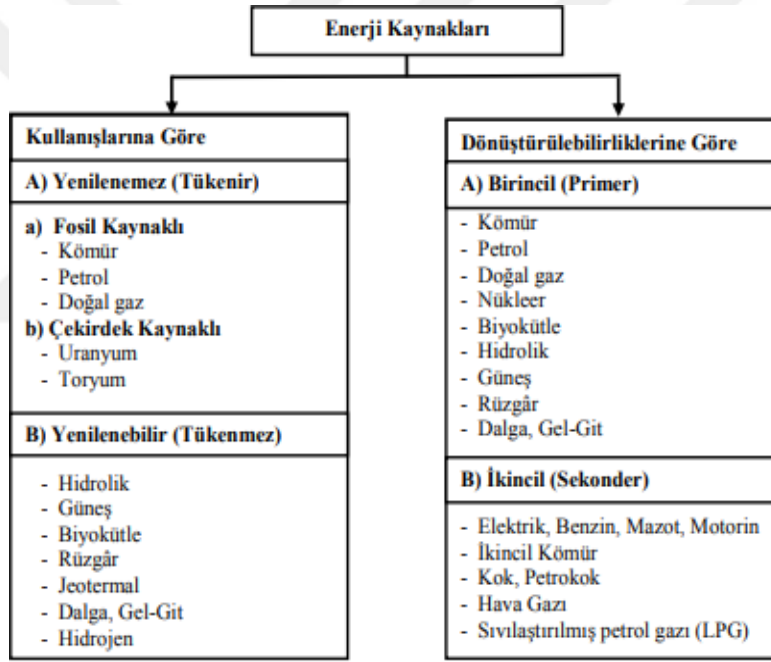 Enerji Kaynakları
Kullanışlarına Göre
A) Yenilenemez (Tükenir)
a) Fosil Kaynaklı
- Kömür
- Petrol
- Doğal gaz
b) Çekirdek Kaynaklı
- Uranyum
- Toryum
B) Yenilenebilir (Tükenmez)
- Hidrolik
- Güneş
- Biyokütle
- Rüzgâr
- Jeotermal
- Dalga, Gel-Git
- Hidrojen
Dönüştürülebilirliklerine Göre
A) Birincil (Primer)
- Kömür
- Petrol
- Doğal gaz
- Nükleer
- Biyokütle
- Hidrolik
- Güneş
- Rüzgâr
- Dalga, Gel-Git
B) İkincil (Sekonder)
- Elektrik, Benzin, Mazot, Motorin
- İkincil Kömür
- Kok, Petrokok
- Hava Gazı
- Sıvılaştırılmış petrol gazı (LPG)